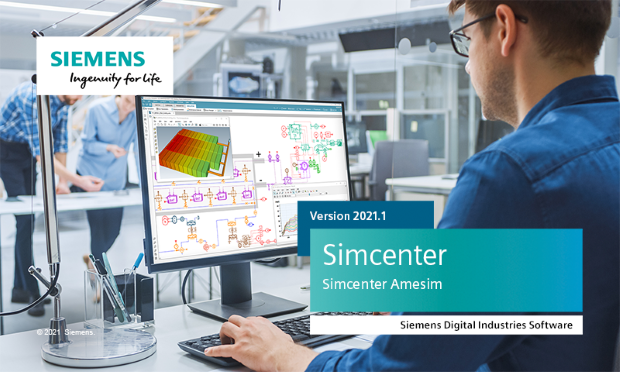 SIEMENS
Ingenuity for life
Version 2021.1
Simcenter
Simcenter Amesim
Siemens Digital Industries Software
© 2021 Siemens